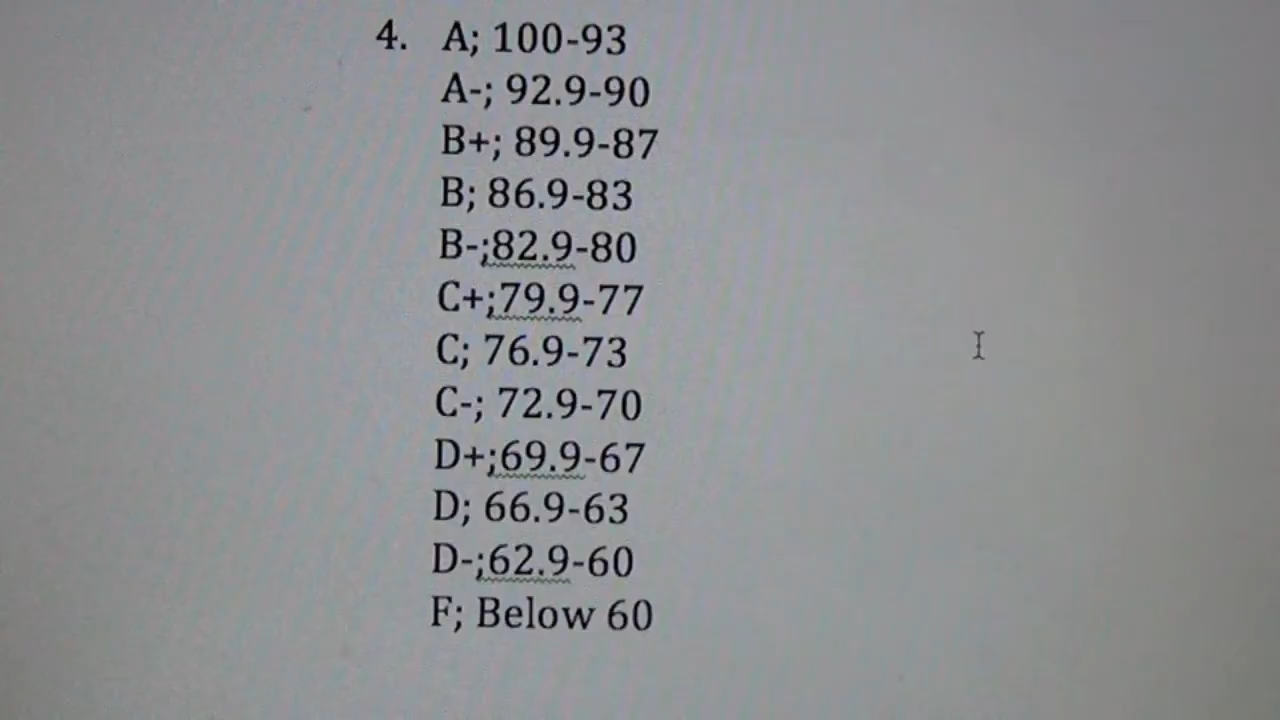 4. A; 100-93
A-; 92.9-90
B+; 89.9-87
B; 86.9-83
B-;82.9-80
C+;79.9-77
C; 76.9-73
C-; 72.9-70
D+;69.9-67
D; 66.9-63
D-;62.9-60
F; Below 60